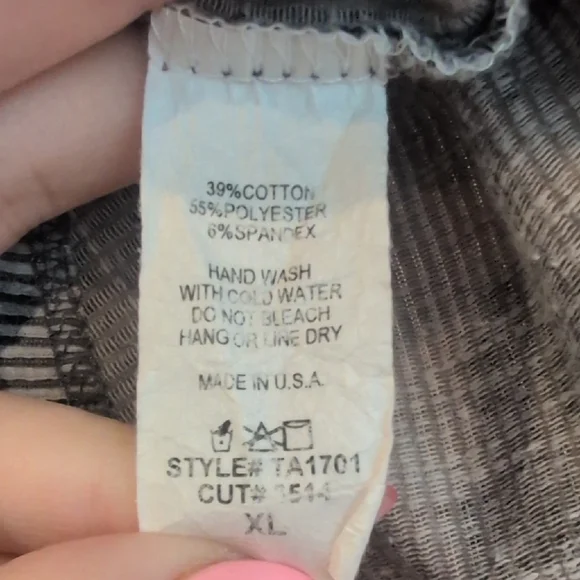 39%COTTON
55%POLYESTER
6%SPANDEX
HAND WASH
WITH COLD WATER
DO NOT BLEACH
HANG OR LINE DRY
MADE IN U.S.A.
STYLE# TA1701
CUT#
XL